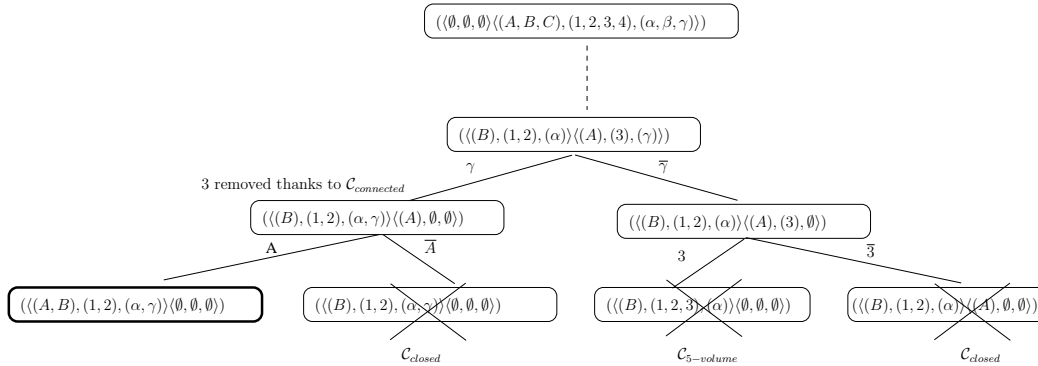 (⟨∅, ∅, ∅⟩⟨(A, B, C), (1, 2, 3, 4), (α, β, γ)⟩)
(⟨(B), (1, 2), (α)⟩⟨(A), (3), (γ)⟩)
γ
γ̅
3 removed thanks to 𝒞_connected
(⟨(B), (1, 2), (α, γ)⟩⟨(A), ∅, ∅⟩)
(⟨(B), (1, 2), (α)⟩⟨(A), (3), ∅⟩)
A
A̅
3
3̅
(⟨(A, B), (1, 2), (α, γ)⟩⟨∅, ∅, ∅⟩)
(⟨(B), (1, 2), (α, γ)⟩⟨∅, ∅, ∅⟩)
(⟨(B), (1, 2, 3), (α)⟩⟨∅, ∅, ∅⟩)
(⟨(B), (1, 2), (α)⟩⟨(A), ∅, ∅⟩)
𝒞_closed
𝒞_5−volume
𝒞_closed